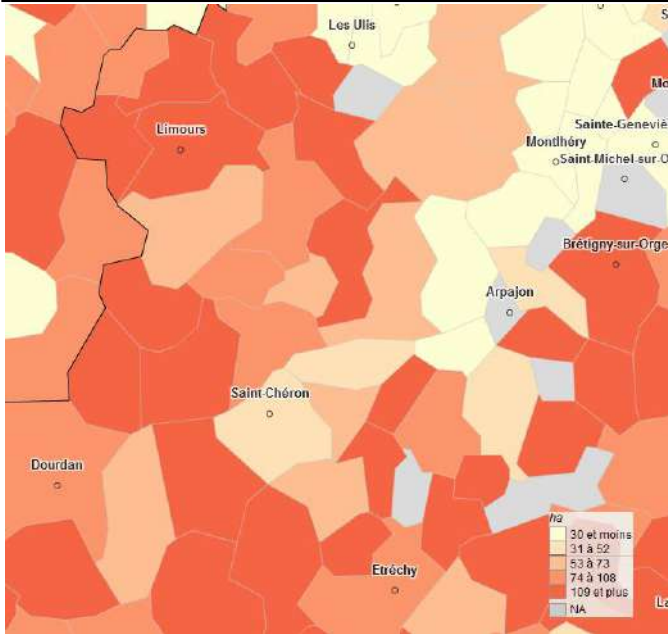 Les Ulis
Limours
Sainte-Geneviè
Montlhéry
Saint-Michel-sur-O
Brétigny-sur-Orge
Arpajon
Saint-Chéron
Dourdan
Etréchy
ha
30 et moins
31 à 52
53 à 73
74 à 108
109 et plus
NA